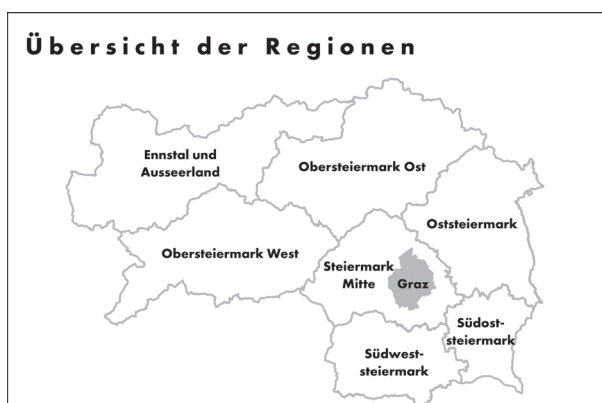 Übersicht der Regionen
Ennstal und
Ausseerland
Obersteiermark Ost
Oststeiermark
Obersteiermark West
Steiermark
Mitte
Graz
Südost-
steiermark
Südwest-
steiermark